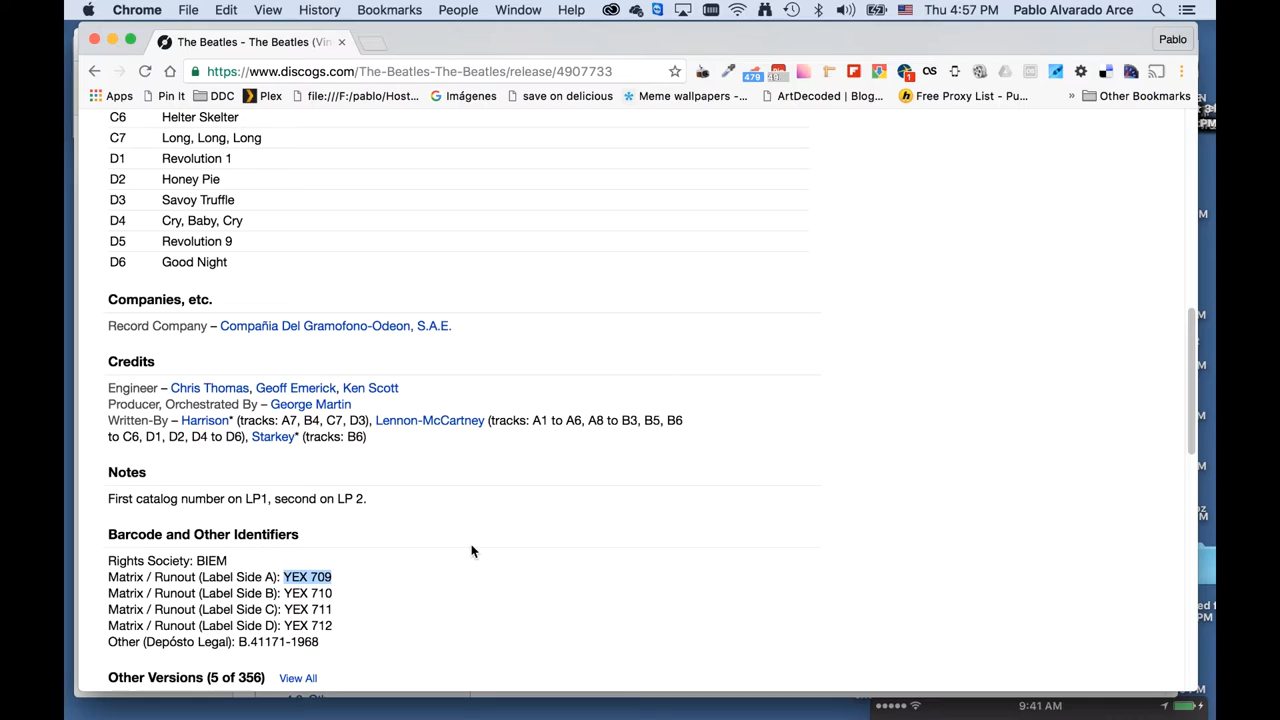 Chrome File Edit View History Bookmarks People Window Help Thu 4:57 PM Pablo Alvarado Arce
The Beatles - The Beatles (Vin Pablo
https://www.discogs.com/The-Beatles-The-Beatles/release/4907733 479 1 OS
Apps Pin It DDC Plex file:///F:/pablo/Host... Imágenes save on delicious Meme wallpapers -... ArtDecoded | Blog... Free Proxy List - Pu... » Other Bookmarks
C6 Helter Skelter
C7 Long, Long, Long
D1 Revolution 1
D2 Honey Pie
D3 Savoy Truffle
D4 Cry, Baby, Cry
D5 Revolution 9
D6 Good Night
Companies, etc.
Record Company – Compañia Del Gramofono-Odeon, S.A.E.
Credits
Engineer – Chris Thomas, Geoff Emerick, Ken Scott
Producer, Orchestrated By – George Martin
Written-By – Harrison* (tracks: A7, B4, C7, D3), Lennon-McCartney (tracks: A1 to A6, A8 to B3, B5, B6
to C6, D1, D2, D4 to D6), Starkey* (tracks: B6)
Notes
First catalog number on LP1, second on LP 2.
Barcode and Other Identifiers
Rights Society: BIEM
Matrix / Runout (Label Side A): YEX 709
Matrix / Runout (Label Side B): YEX 710
Matrix / Runout (Label Side C): YEX 711
Matrix / Runout (Label Side D): YEX 712
Other (Depósto Legal): B.41171-1968
Other Versions (5 of 356) View All
9:41 AM